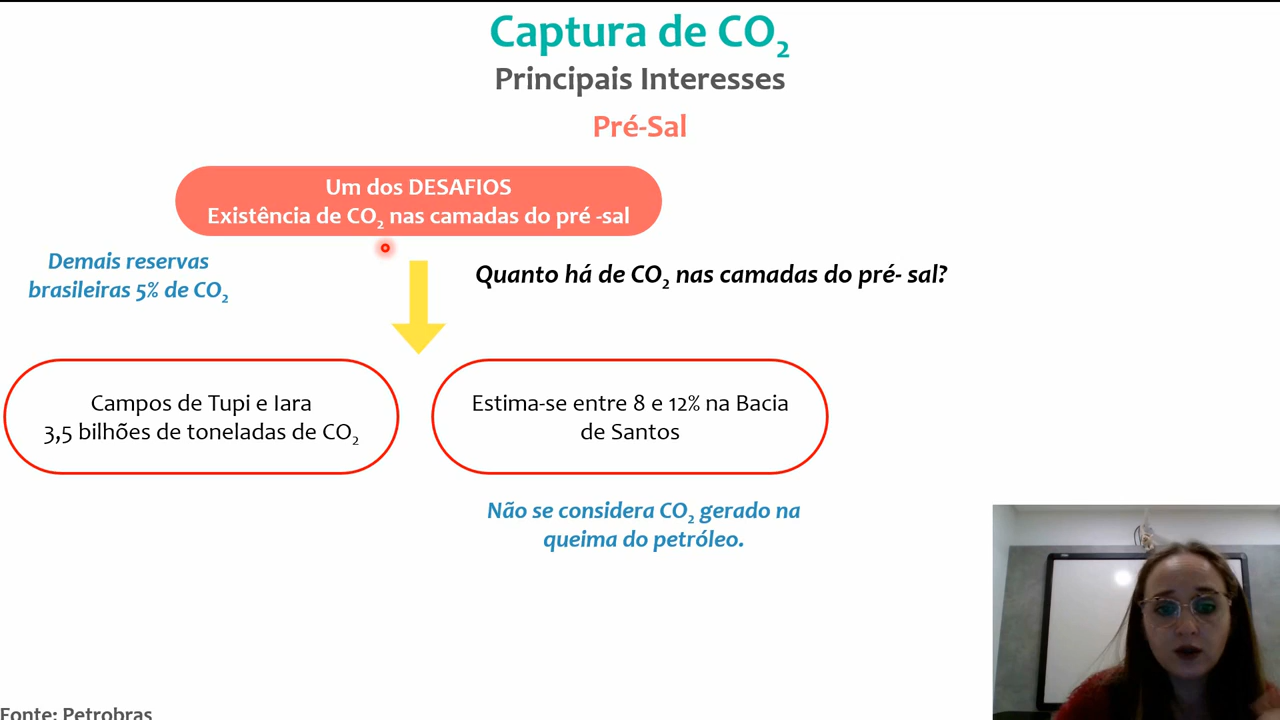 Captura de CO₂
Principais Interesses
Pré-Sal
Um dos DESAFIOS
Existência de CO₂ nas camadas do pré -sal
Demais reservas
brasileiras 5% de CO₂
Quanto há de CO₂ nas camadas do pré- sal?
Campos de Tupi e Iara
3,5 bilhões de toneladas de CO₂
Estima-se entre 8 e 12% na Bacia
de Santos
Não se considera CO₂ gerado na
queima do petróleo.
Fonte: Petrobras